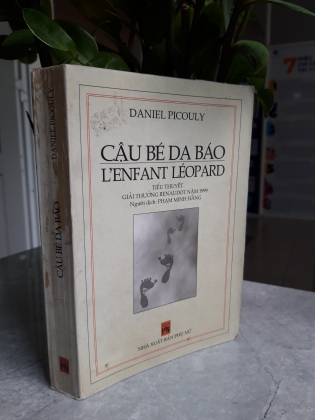 DANIEL PICOULY
CẬU BÉ DA BÁO
L'ENFANT LÉOPARD
TIỂU THUYẾT
GIẢI THƯỞNG RENAUDOT NĂM 1999
Người dịch: PHẠM MINH HẰNG
NHÀ XUẤT BẢN PHỤ NỮ
DANIEL PICOULY
CẬU BÉ DA BÁO
7